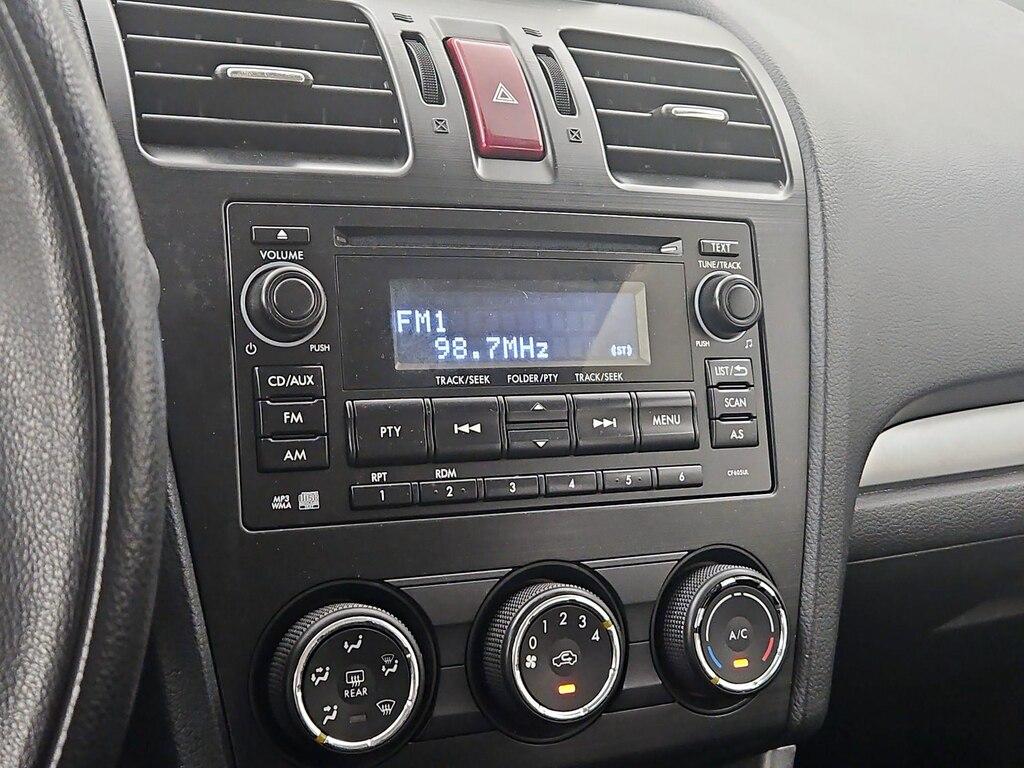 VOLUME
PUSH
TEXT
TUNE/TRACK
PUSH
FM1
98.7MHz
(ST)
TRACK/SEEK FOLDER/PTY TRACK/SEEK
CD/AUX
FM
AM
PTY
MENU
LIST/
SCAN
A.S
RPT RDM
1 2 3 4 5 6
MP3
WMA
CF605UL
REAR
0 1 2 3 4
A/C